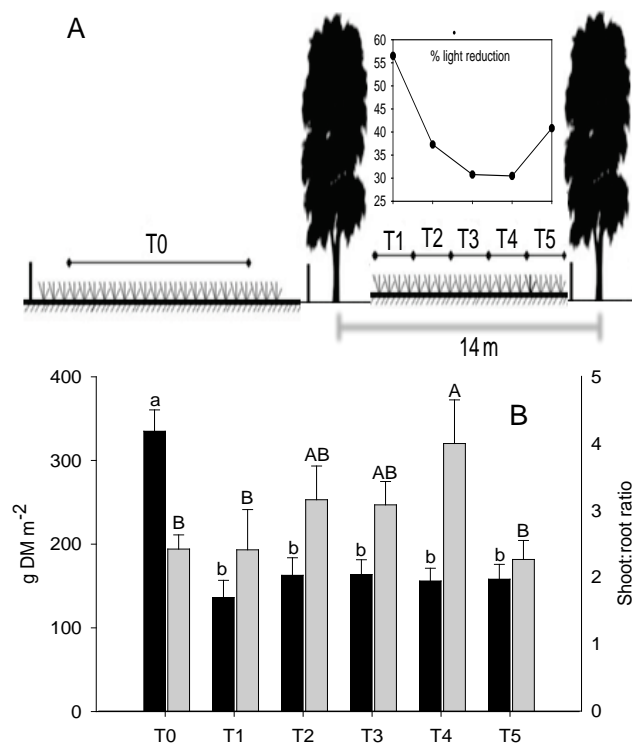 A
60
55
50
45
40
35
30
25
% light reduction
T0
T1 T2 T3 T4 T5
14 m
B
400
300
200
100
0
g DM m-2
5
4
3
2
1
0
Shoot:root ratio
a
B
b
B
b
AB
b
AB
b
A
b
B
T0 T1 T2 T3 T4 T5